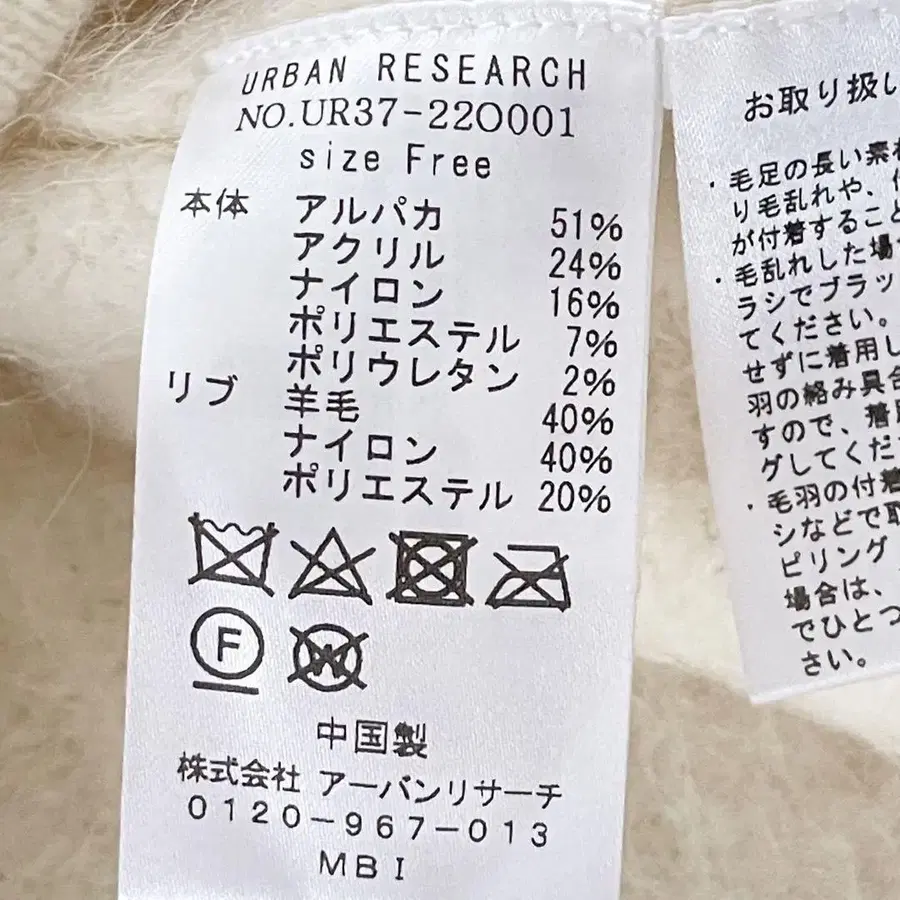 URBAN RESEARCH
NO.UR37-22O001
size Free
本体 アルパカ 51%
アクリル 24%
ナイロン 16%
ポリエステル 7%
ポリウレタン 2%
リブ 羊毛 40%
ナイロン 40%
ポリエステル 20%
F
W
中国製
株式会社 アーバンリサーチ
0120-967-013
MBI
お取り扱い
・毛足の長い素材
り毛乱れや、
が付着すること
・毛乱れした場
ラシでブラッ
てください。
せずに着用し
羽の絡み具合
すので、着
グしてくだ
・毛羽の付着
シなどで取
ピリング
場合は、
でひとつ
さい。